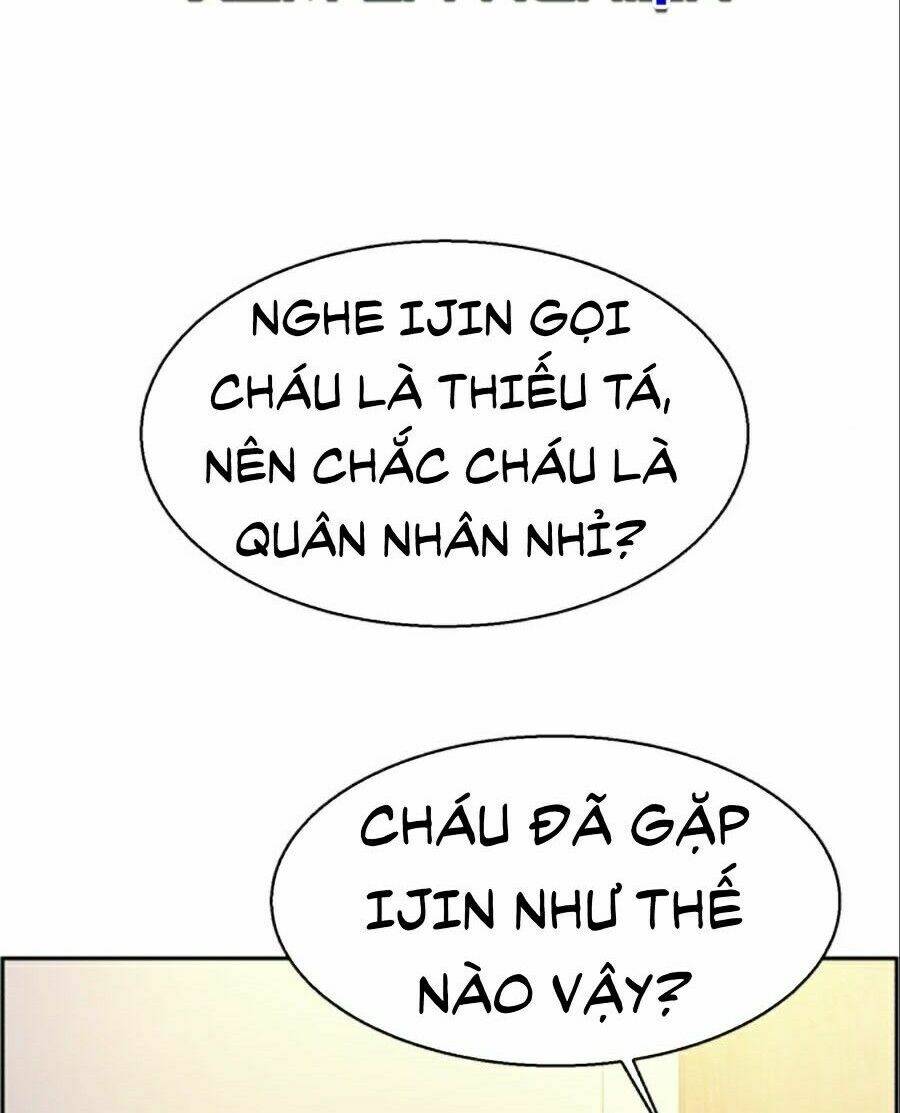 NGHE IJIN GỌI
CHÁU LÀ THIẾU TÁ,
NÊN CHẮC CHÁU LÀ
QUÂN NHÂN NHỈ?
CHÁU ĐÃ GẶP
IJIN NHƯ THẾ
NÀO VẬY?